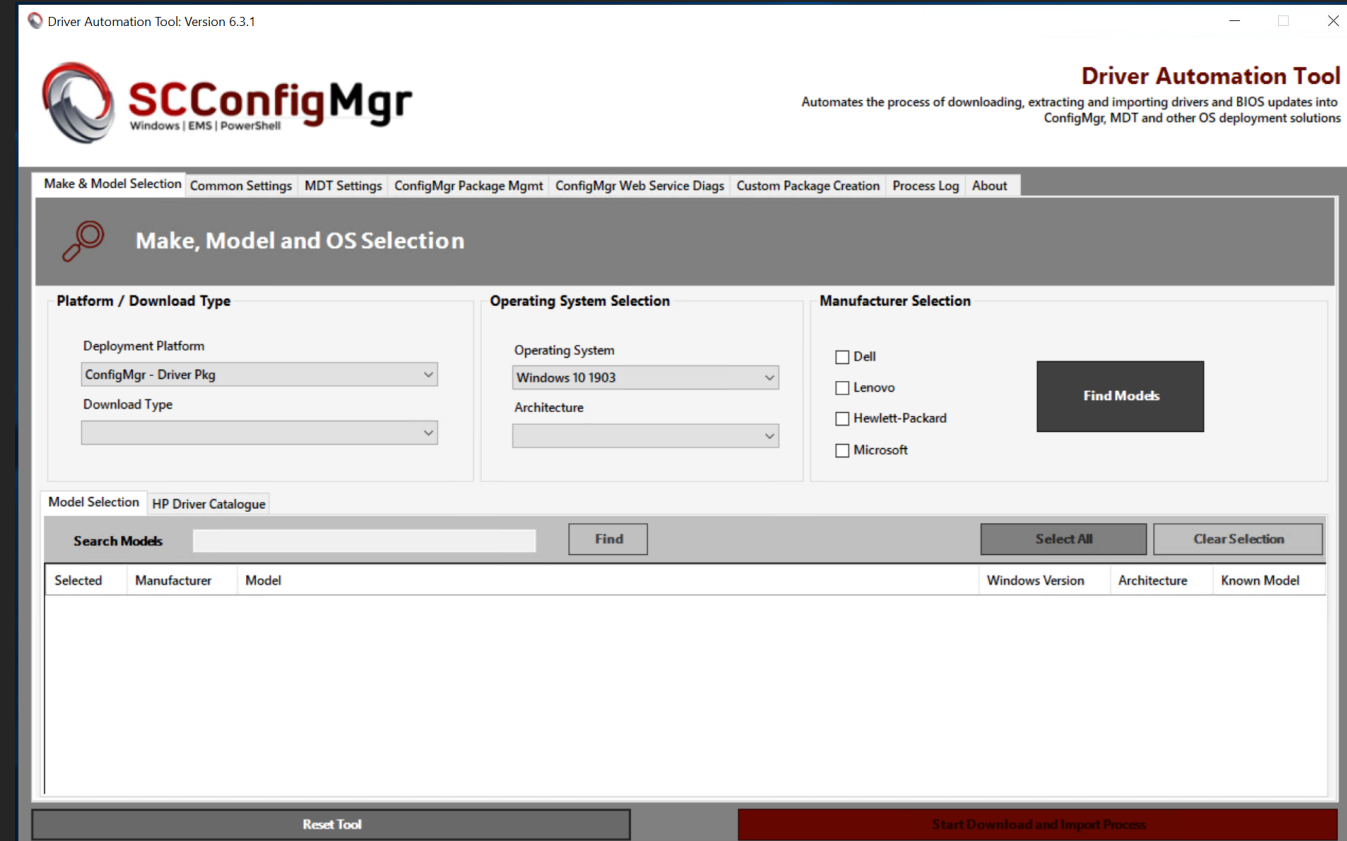 Driver Automation Tool: Version 6.3.1
SCConfigMgr
Windows | EMS | PowerShell
Driver Automation Tool
Automates the process of downloading, extracting and importing drivers and BIOS updates into
ConfigMgr, MDT and other OS deployment solutions
Make & Model Selection Common Settings MDT Settings ConfigMgr Package Mgmt ConfigMgr Web Service Diags Custom Package Creation Process Log About
Make, Model and OS Selection
Platform / Download Type
Deployment Platform
ConfigMgr - Driver Pkg
Download Type
Operating System Selection
Operating System
Windows 10 1903
Architecture
Manufacturer Selection
Dell
Lenovo
Hewlett-Packard
Microsoft
Find Models
Model Selection HP Driver Catalogue
Search Models Find Select All Clear Selection
Selected Manufacturer Model Windows Version Architecture Known Model
Reset Tool Start Download and Import Process